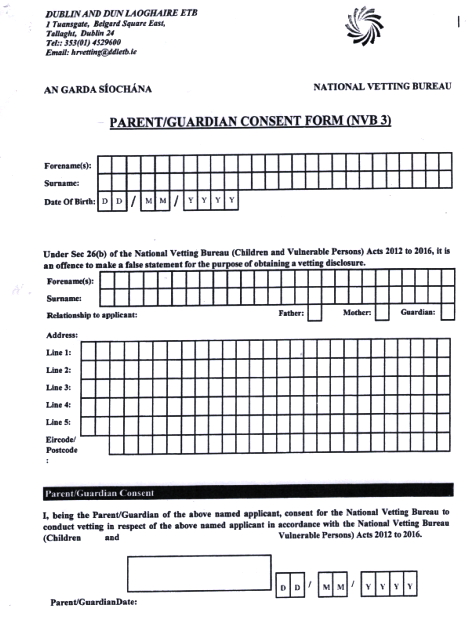 DUBLIN AND DUN LAOGHAIRE ETB
1 Tuansgate, Belgard Square East,
Tallaght, Dublin 24
Tel:: 353(01) 4529600
Email: hrvetting@ddletb.ie
AN GARDA SÍOCHÁNA
NATIONAL VETTING BUREAU
PARENT/GUARDIAN CONSENT FORM (NVB 3)
Forename(s):
Surname:
Date Of Birth: D D / M M / Y Y Y Y
Under Sec 26(b) of the National Vetting Bureau (Children and Vulnerable Persons) Acts 2012 to 2016, it is
an offence to make a false statement for the purpose of obtaining a vetting disclosure.
Forename(s):
Surname:
Relationship to applicant: Father: Mother: Guardian:
Address:
Line 1:
Line 2:
Line 3:
Line 4:
Line 5:
Eircode/
Postcode
:
Parent/Guardian Consent
I, being the Parent/Guardian of the above named applicant, consent for the National Vetting Bureau to
conduct vetting in respect of the above named applicant in accordance with the National Vetting Bureau
(Children and Vulnerable Persons) Acts 2012 to 2016.
D D / M M / Y Y Y Y
Parent/GuardianDate: